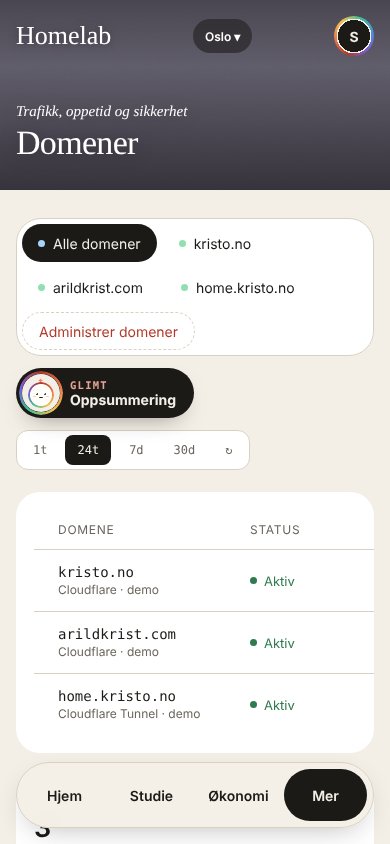 Homelab
Oslo ▾
S
Trafikk, oppetid og sikkerhet
Domener
Alle domener
kristo.no
arildkrist.com
home.kristo.no
Administrer domener
GLIMT
Oppsummering
1t 24t 7d 30d ↻
DOMENE STATUS
kristo.no
Cloudflare · demo
Aktiv
arildkrist.com
Cloudflare · demo
Aktiv
home.kristo.no
Cloudflare Tunnel · demo
Aktiv
Hjem Studie Økonomi Mer
3